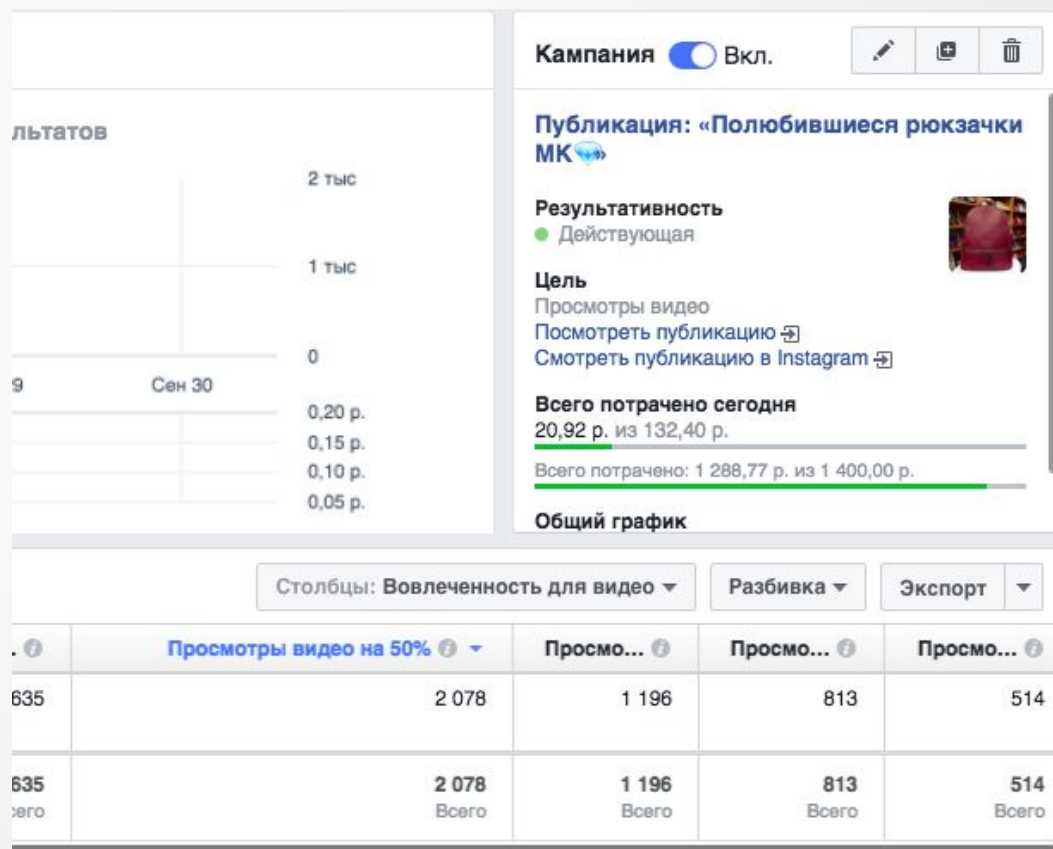 Кампания Вкл.
льтатов
2 тыс
1 тыс
0
9 Сен 30
0,20 р.
0,15 р.
0,10 р.
0,05 р.
Публикация: «Полюбившиеся рюкзачки
МК💎»
Результативность
Действующая
Цель
Просмотры видео
Посмотреть публикацию
Смотреть публикацию в Instagram
Всего потрачено сегодня
20,92 р. из 132,40 р.
Всего потрачено: 1 288,77 р. из 1 400,00 р.
Общий график
Столбцы: Вовлеченность для видео Разбивка Экспорт
. Просмотры видео на 50% Просмо... Просмо... Просмо...
635 2 078 1 196 813 514
635 2 078 1 196 813 514
сего Всего Всего Всего Всего